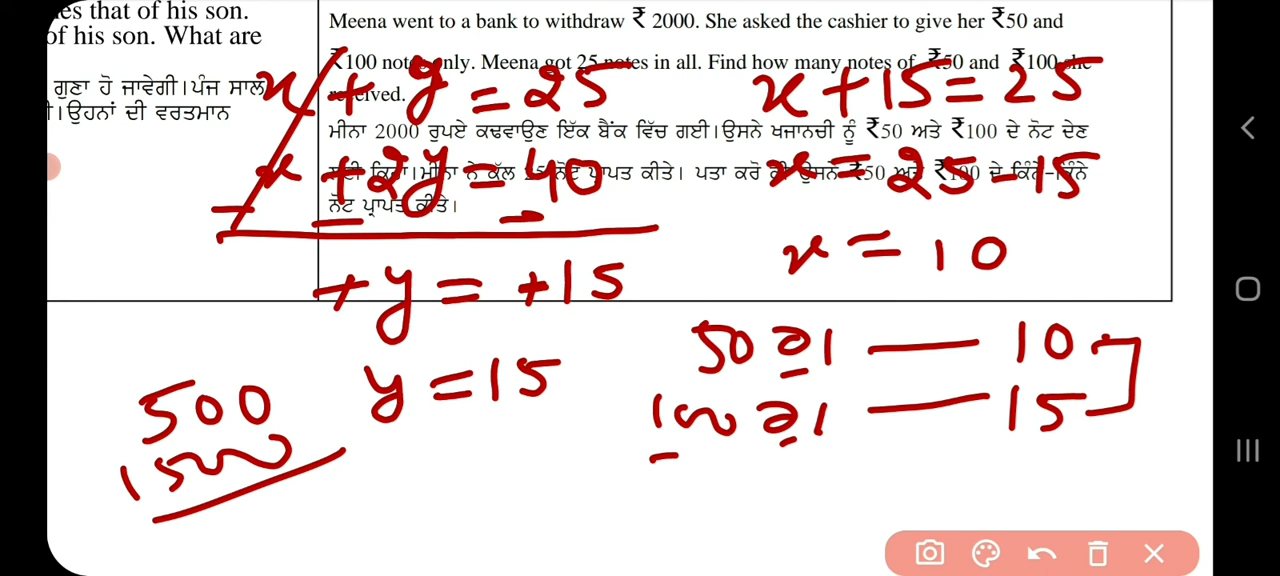 es that of his son.
of his son. What are
ਗੁਣਾ ਹੋ ਜਾਵੇਗੀ। ਪੰਜ ਸਾਲ
ਉਹਨਾਂ ਦੀ ਵਰਤਮਾਨ
Meena went to a bank to withdraw ₹ 2000. She asked the cashier to give her ₹50 and
₹100 notes only. Meena got 25 notes in all. Find how many notes of ₹50 and ₹100 she
received.
ਮੀਨਾ 2000 ਰੁਪਏ ਕਢਵਾਉਣ ਇੱਕ ਬੈਂਕ ਵਿੱਚ ਗਈ। ਉਸਨੇ ਖਜਾਨਚੀ ਨੂੰ ₹50 ਅਤੇ ₹100 ਦੇ ਨੋਟ ਦੇਣ
ਮੀਨਾ ਨੇ ਕੁੱਲ 25 ਨੋਟ ਪ੍ਰਾਪਤ ਕੀਤੇ। ਪਤਾ ਕਰੋ ਕੀ ਉਸਨੇ ₹50 ਅਤੇ ₹100 ਦੇ ਕਿੰਨੇ-ਕਿੰਨੇ
ਨੋਟ ਪ੍ਰਾਪਤ ਕੀਤੇ।
x + y = 25
x + 2y = 40
- - -
+y = +15
y = 15
x + 15 = 25
x = 25 - 15
x = 10
50 — 10
100 — 15
500
1500